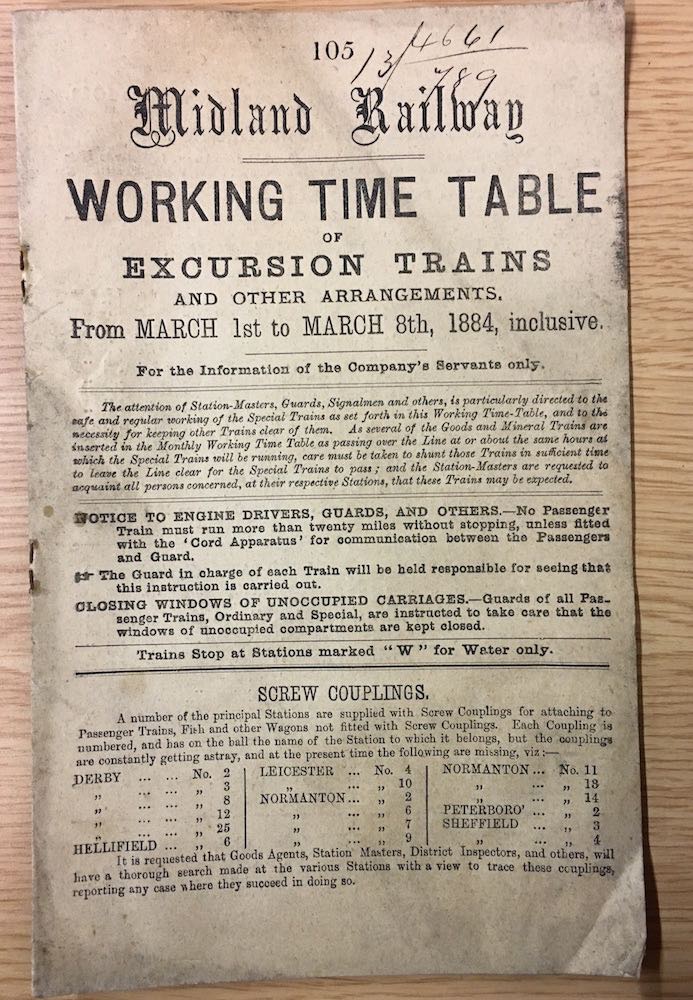 105 13/4661
789
Midland Railway
WORKING TIME TABLE
OF
EXCURSION TRAINS
AND OTHER ARRANGEMENTS.
From MARCH 1st to MARCH 8th, 1884, inclusive.
For the Information of the Company's Servants only.
The attention of Station-Masters, Guards, Signalmen and others, is particularly directed to the
safe and regular working of the Special Trains as set forth in this Working Time-Table, and to the
necessity for keeping other Trains clear of them. As several of the Goods and Mineral Trains are
inserted in the Monthly Working Time Table as passing over the Line at or about the same hours at
which the Special Trains will be running, care must be taken to shunt those Trains in sufficient time
to leave the Line clear for the Special Trains to pass; and the Station-Masters are requested to
acquaint all persons concerned, at their respective Stations, that these Trains may be expected.
NOTICE TO ENGINE DRIVERS, GUARDS, AND OTHERS.—No Passenger
Train must run more than twenty miles without stopping, unless fitted
with the 'Cord Apparatus' for communication between the Passengers
and Guard.
☞ The Guard in charge of each Train will be held responsible for seeing that
this instruction is carried out.
CLOSING WINDOWS OF UNOCCUPIED CARRIAGES.—Guards of all Pas-
senger Trains, Ordinary and Special, are instructed to take care that the
windows of unoccupied compartments are kept closed.
Trains Stop at Stations marked "W" for Water only.
SCREW COUPLINGS.
A number of the principal Stations are supplied with Screw Couplings for attaching to
Passenger Trains, Fish and other Wagons not fitted with Screw Couplings. Each Coupling is
numbered, and has on the ball the name of the Station to which it belongs, but the couplings
are constantly getting astray, and at the present time the following are missing, viz:—
DERBY ... ... No. 2
„ ... ... „ 3
„ ... ... „ 8
„ ... ... „ 12
„ ... ... „ 25
HELLIFIELD ... „ 6
LEICESTER ... No. 4
„ ... „ 10
NORMANTON... „ 2
„ ... „ 6
„ ... „ 7
„ ... „ 9
NORMANTON... No. 11
„ ... „ 13
„ ... „ 14
PETERBORO' ... „ 2
SHEFFIELD ... „ 3
„ ... „ 4
It is requested that Goods Agents, Station Masters, District Inspectors, and others, will
have a thorough search made at the various Stations with a view to trace these couplings,
reporting any case where they succeed in doing so.